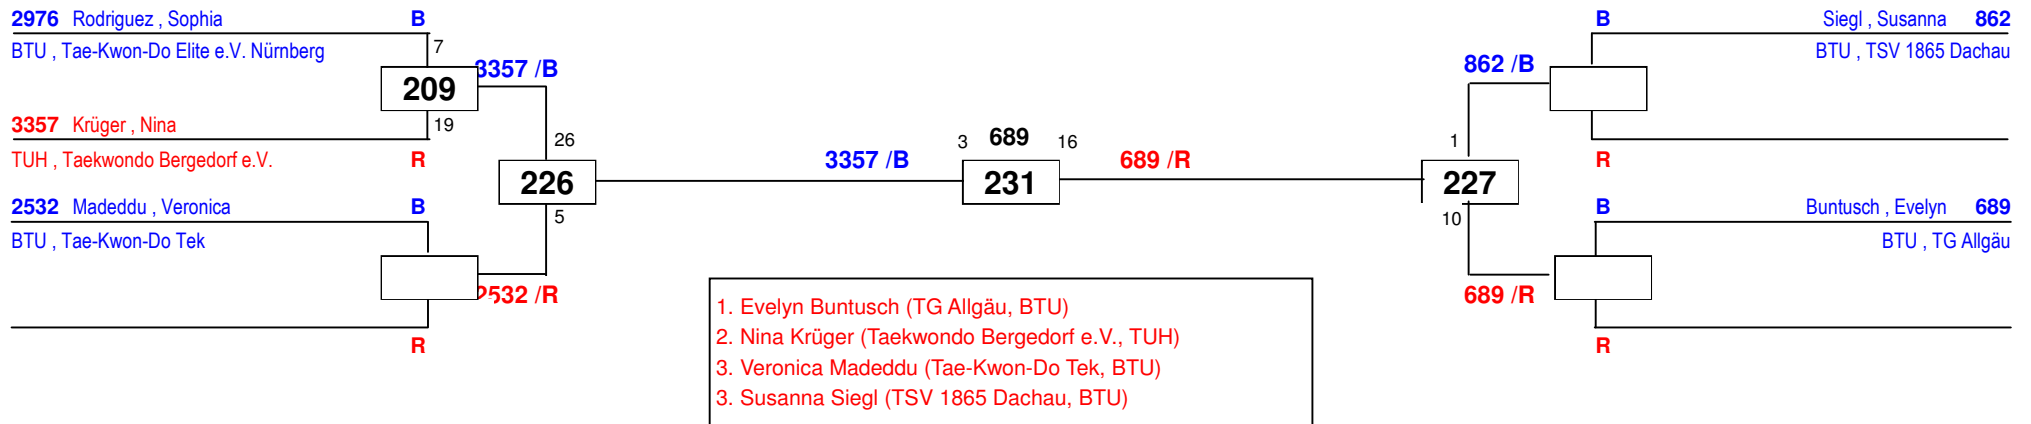 2976 Rodriguez , Sophia B
BTU , Tae-Kwon-Do Elite e.V. Nürnberg
7
209
3357 /B
19
3357 Krüger , Nina
TUH , Taekwondo Bergedorf e.V. R
26
226
5
2532 Madeddu , Veronica B
BTU , Tae-Kwon-Do Tek
2532 /R
R
3357 /B
3 689 16
231
689 /R
B Siegl , Susanna 862
BTU , TSV 1865 Dachau
862 /B
R
1
227
10
B Buntusch , Evelyn 689
BTU , TG Allgäu
689 /R
R
1. Evelyn Buntusch (TG Allgäu, BTU)
2. Nina Krüger (Taekwondo Bergedorf e.V., TUH)
3. Veronica Madeddu (Tae-Kwon-Do Tek, BTU)
3. Susanna Siegl (TSV 1865 Dachau, BTU)